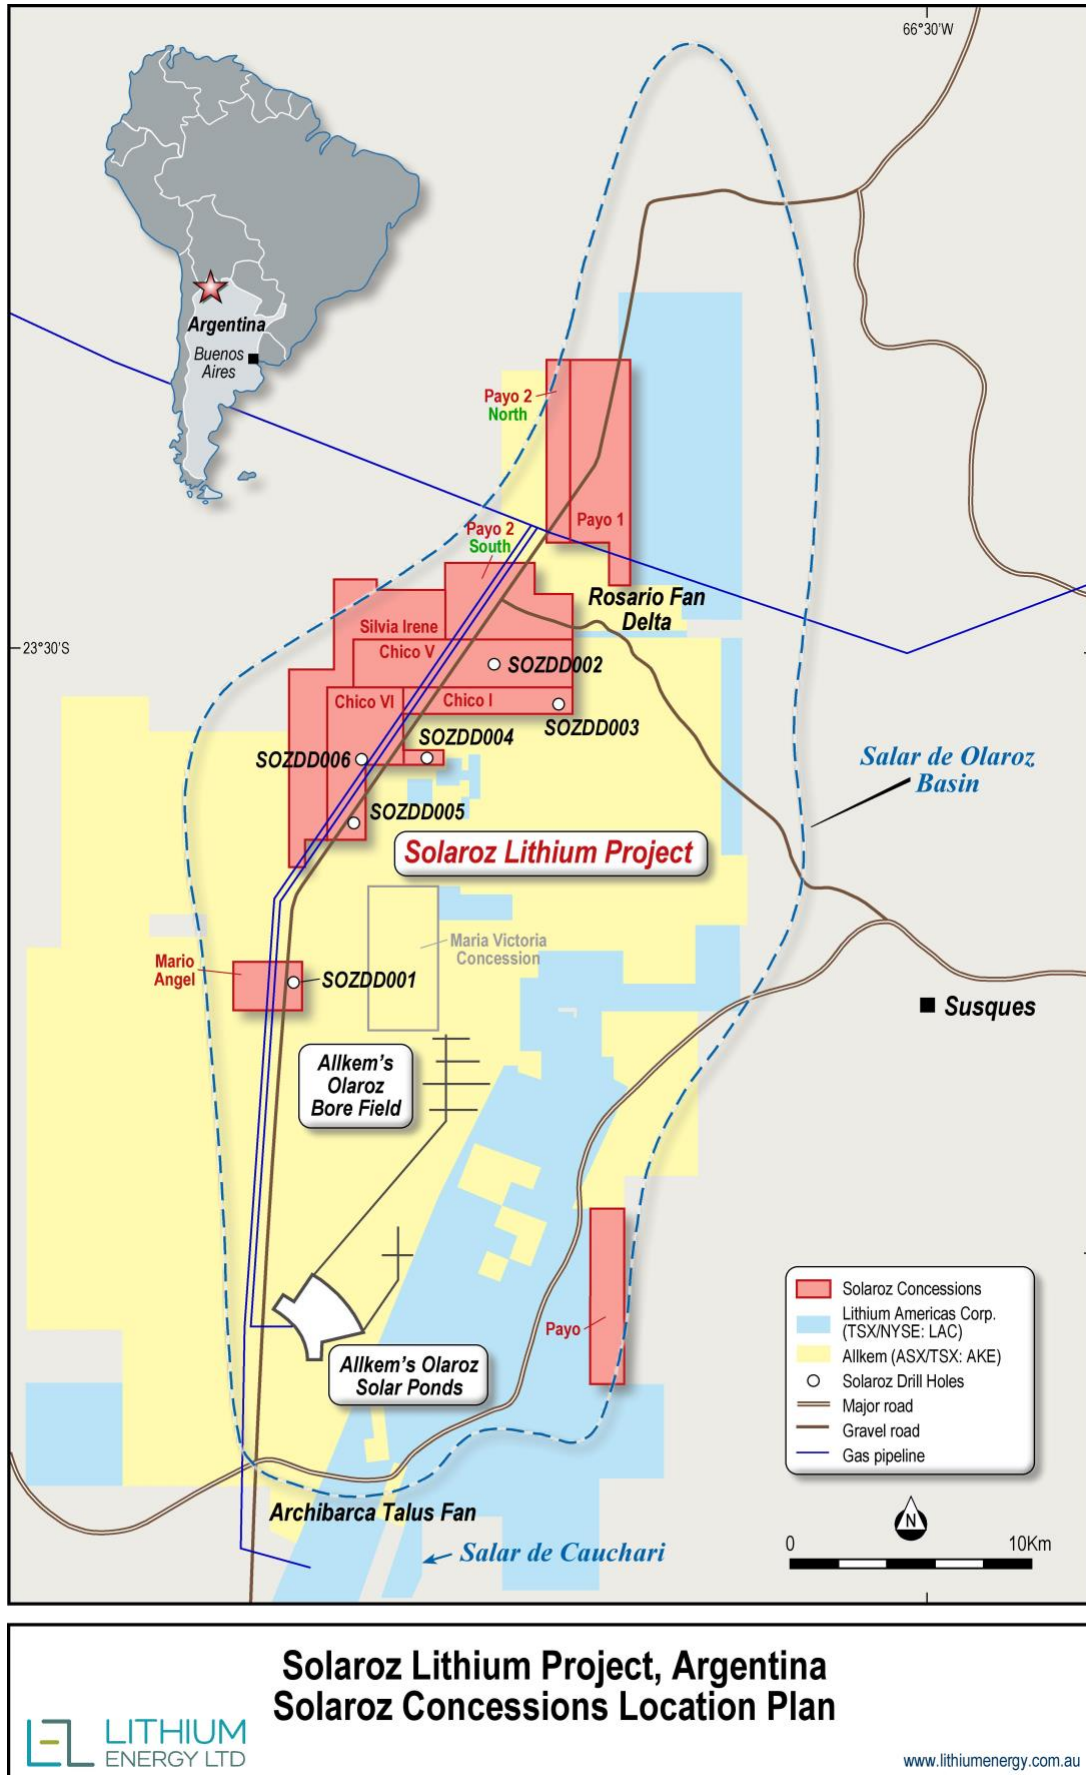 66°30'W
Argentina
Buenos
Aires
Payo 2
North
Payo 1
Payo 2
South
Rosario Fan
Delta
23°30'S
Silvia Irene
Chico V
SOZDD002
Chico VI
Chico I
SOZDD003
SOZDD004
SOZDD006
SOZDD005
Salar de Olaroz
Basin
Solaroz Lithium Project
Maria Victoria
Concession
Mario
Angel
SOZDD001
Susques
Allkem's
Olaroz
Bore Field
Payo
Allkem's Olaroz
Solar Ponds
Solaroz Concessions
Lithium Americas Corp.
(TSX/NYSE: LAC)
Allkem (ASX/TSX: AKE)
Solaroz Drill Holes
Major road
Gravel road
Gas pipeline
Archibarca Talus Fan
Salar de Cauchari
N
0 10Km
Solaroz Lithium Project, Argentina
Solaroz Concessions Location Plan
LITHIUM
ENERGY LTD
www.lithiumenergy.com.au